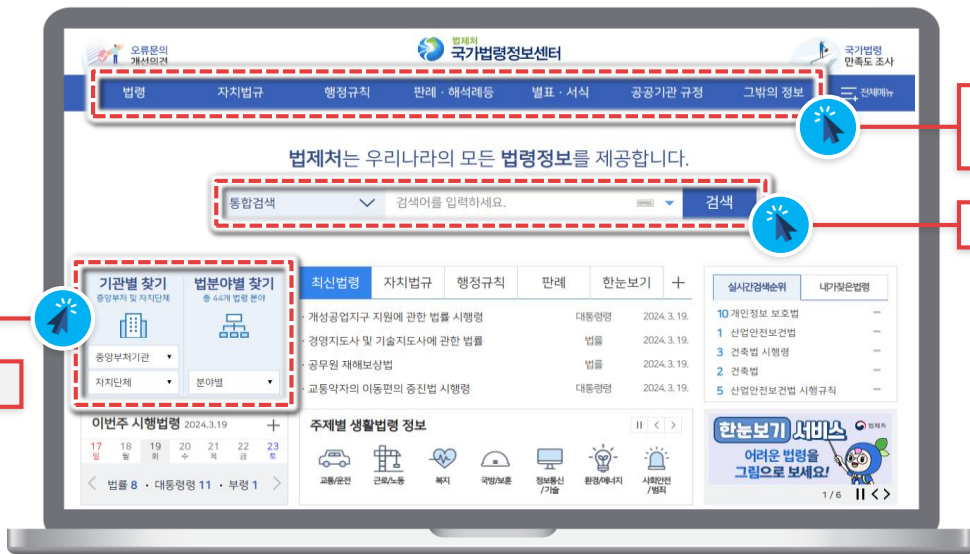 오류문의
개선의견
법제처
국가법령정보센터
국가법령
만족도 조사
법령 자치법규 행정규칙 판례 · 해석례등 별표 · 서식 공공기관 규정 그밖의 정보 전체메뉴
법제처는 우리나라의 모든 법령정보를 제공합니다.
통합검색 검색어를 입력하세요. 검색
기관별 찾기
중앙부처 및 자치단체
중앙부처기관
자치단체
법분야별 찾기
총 44개 법령 분야
분야별
최신법령 자치법규 행정규칙 판례 한눈보기
· 개성공업지구 지원에 관한 법률 시행령 대통령령 2024. 3. 19.
· 경영지도사 및 기술지도사에 관한 법률 법률 2024. 3. 19.
· 공무원 재해보상법 법률 2024. 3. 19.
· 교통약자의 이동편의 증진법 시행령 대통령령 2024. 3. 19.
실시간검색순위 내가찾은법령
10 개인정보 보호법
1 산업안전보건법
3 건축법 시행령
2 건축법
5 산업안전보건법 시행규칙
이번주 시행법령 2024.3.19
17 18 19 20 21 22 23
일 월 화 수 목 금 토
법률 8 · 대통령령 11 · 부령 1
주제별 생활법령 정보
교통/운전 근로/노동 복지 국방/보훈 정보통신 환경/에너지 사회안전
/기술 /범죄
한눈보기 서비스 법제처
어려운 법령을
그림으로 보세요!
1 / 6